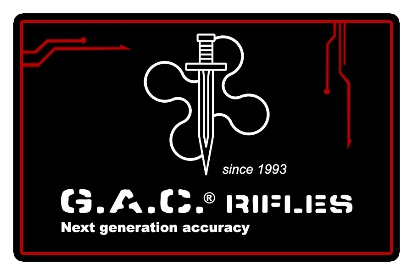 since 1993
G.A.C.® RIFLES
Next generation accuracy